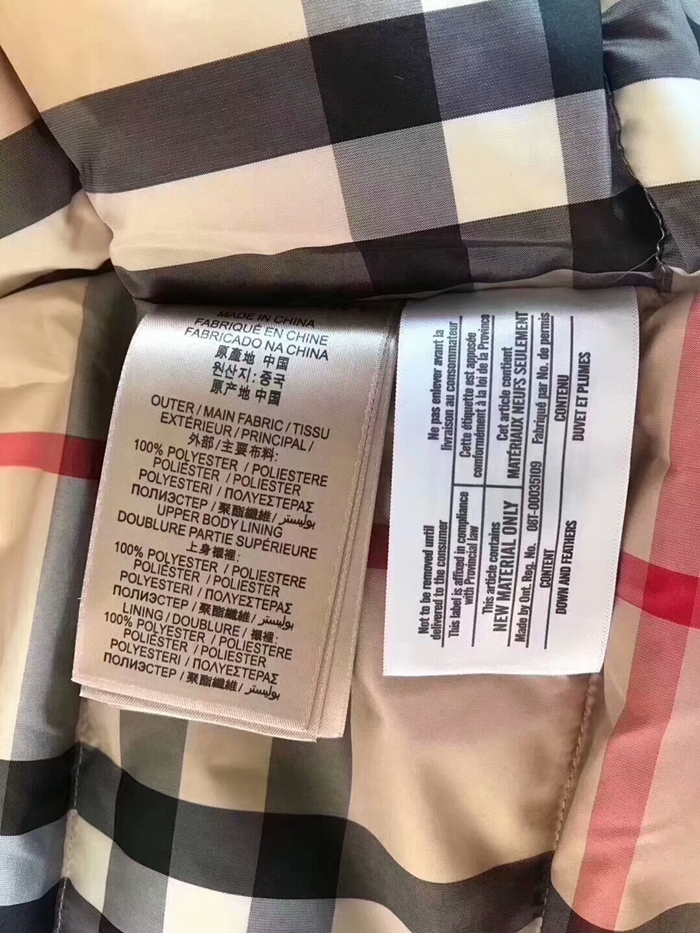 MADE IN CHINA
FABRIQUÉ EN CHINE
FABRICADO NA CHINA
原產地 中國
원산지: 중국
原产地 中国
OUTER / MAIN FABRIC / TISSU
EXTÉRIEUR / PRINCIPAL /
外部/主要布料:
100% POLYESTER / POLIESTERE
POLIÉSTER / POLIÉSTER
POLYESTERI / ΠΟΛΥΕΣΤΕΡΑΣ
ПОЛИЭСТЕР / 聚酯纖維 / بوليستر
UPPER BODY LINING
DOUBLURE PARTIE SUPÉRIEURE
上身襯裡:
100% POLYESTER / POLIESTERE
POLIÉSTER / POLIÉSTER
POLYESTERI / ΠΟΛΥΕΣΤΕΡΑΣ
ПОЛИЭСТЕР / 聚酯纖維 / بوليستر
LINING / DOUBLURE / 襯裡:
100% POLYESTER / POLIESTERE
POLIÉSTER / POLIÉSTER
POLYESTERI / ΠΟΛΥΕΣΤΕΡΑΣ
ПОЛИЭСТЕР / 聚酯纖維 / بوليستر
Not to be removed until
delivered to the consumer
Ne pas enlever avant la
livraison au consommateur
This label is affixed in compliance
with Provincial law
Cette étiquette est apposée
conformément à la loi de la Province
This article contains
NEW MATERIAL ONLY
Cet article contient
MATÉRIAUX NEUFS SEULEMENT
Made by Ont. Reg. No. 08T-00035109 Fabriqué par No. de permis
CONTENT CONTENU
DOWN AND FEATHERS DUVET ET PLUMES